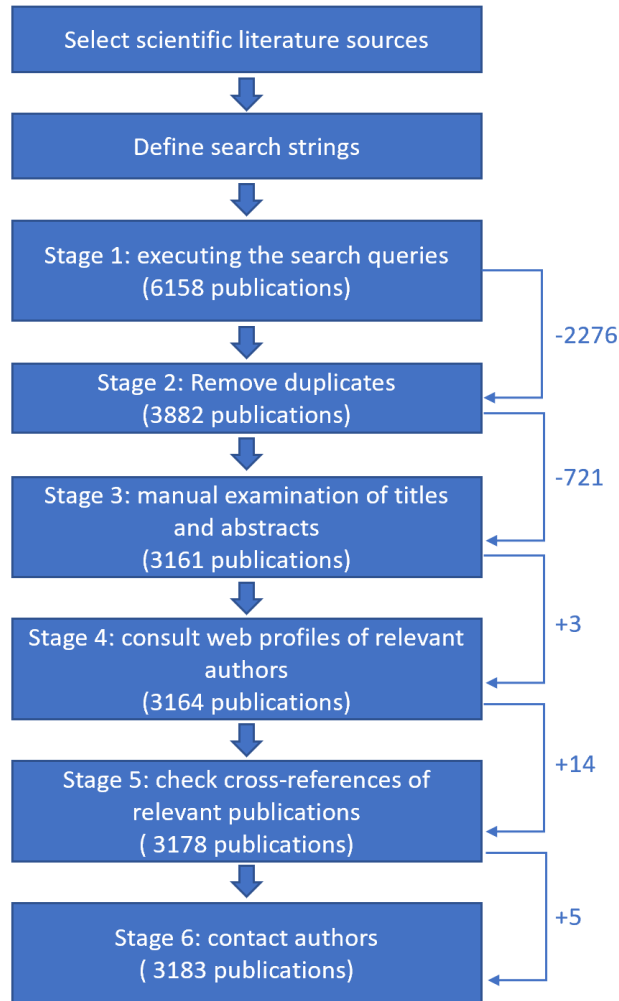 Select scientific literature sources
Define search strings
Stage 1: executing the search queries
(6158 publications)
-2276
Stage 2: Remove duplicates
(3882 publications)
-721
Stage 3: manual examination of titles
and abstracts
(3161 publications)
+3
Stage 4: consult web profiles of relevant
authors
(3164 publications)
+14
Stage 5: check cross-references of
relevant publications
( 3178 publications)
+5
Stage 6: contact authors
( 3183 publications)